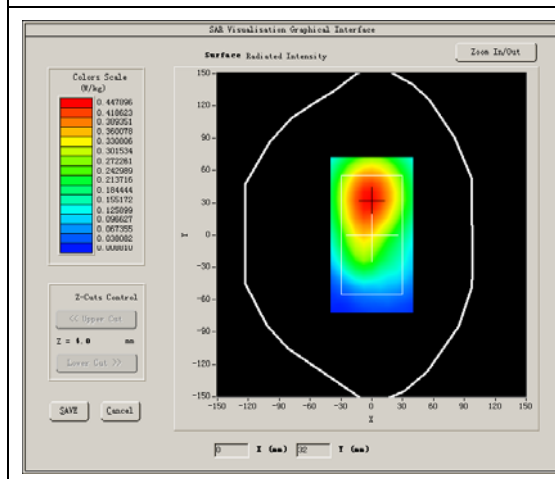 SAR Visualisation Graphical Interface
Surface Radiated Intensity
Zoom In/Out
Colors Scale
(W/kg)
0.447896
0.418623
0.389351
0.360078
0.330806
0.301534
0.272261
0.242989
0.213716
0.184444
0.155172
0.125899
0.096627
0.067355
0.038082
0.008810
Z-Cuts Control
<< Upper Cut
Z = 4.0 mm
Lower Cut >>
SAVE
Cancel
150
120
90
60
30
0
-30
-60
-90
-120
-150
Y
-150 -120 -90 -60 -30 0 30 60 90 120 150
X
0 X (mm) 32 Y (mm)